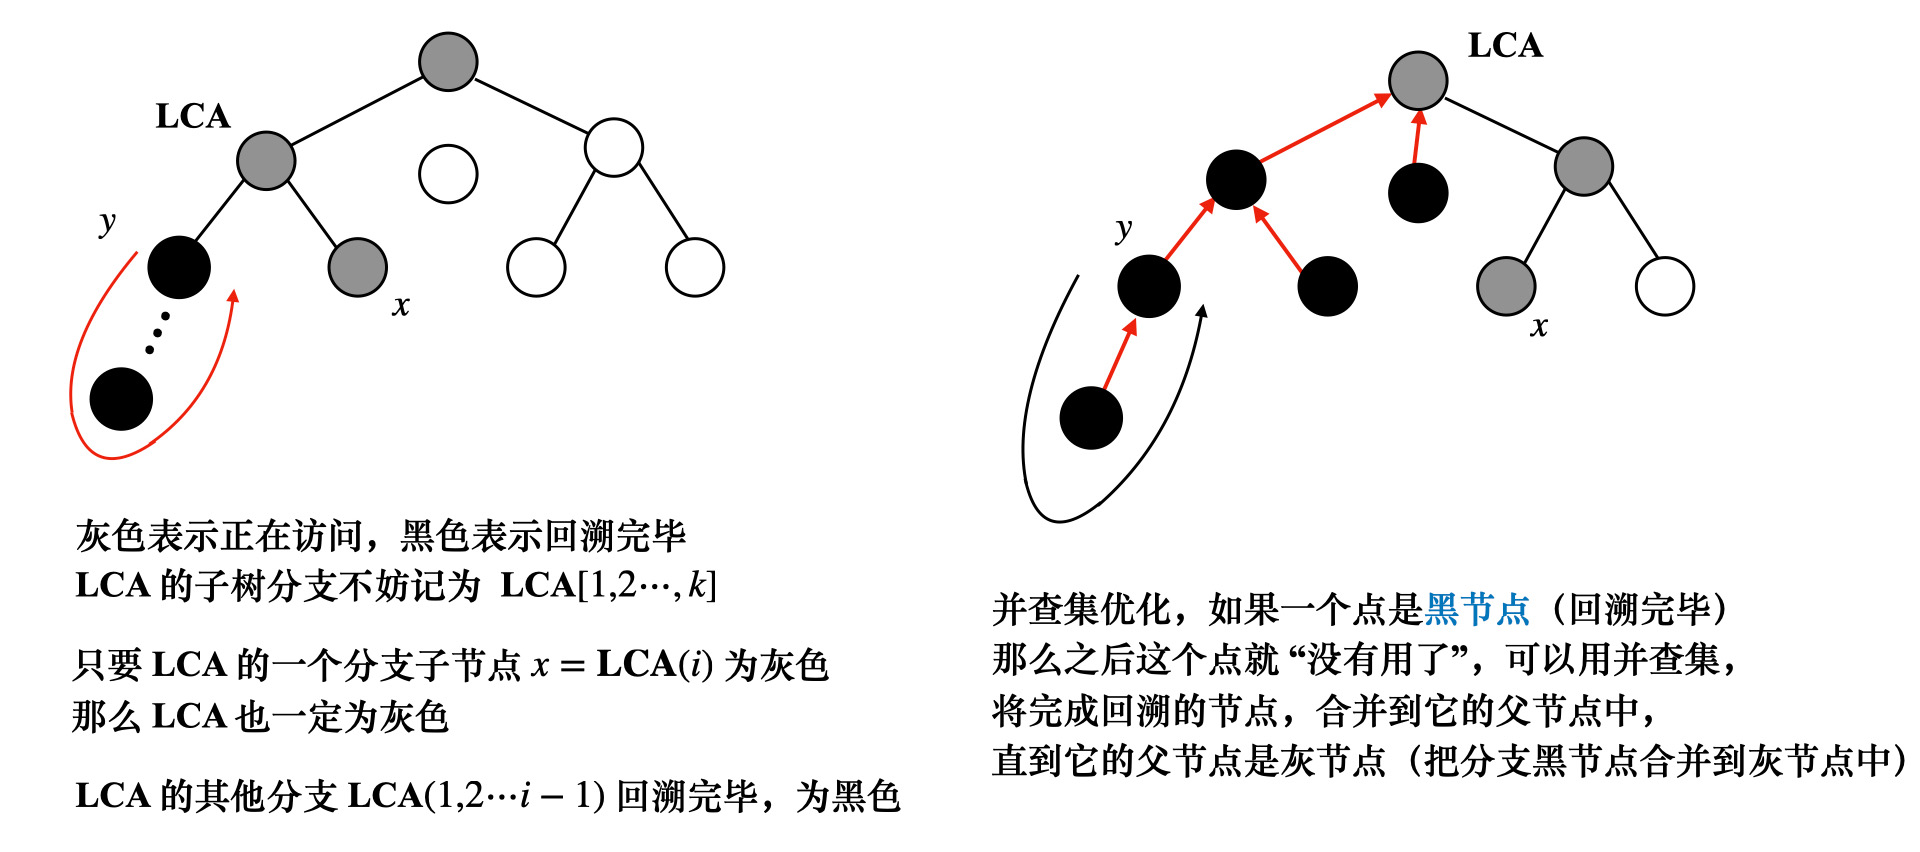 LCA
y
x
灰色表示正在访问，黑色表示回溯完毕
LCA 的子树分支不妨记为 LCA[1,2⋯, k]
只要 LCA 的一个分支子节点 x = LCA(i) 为灰色
那么 LCA 也一定为灰色
LCA 的其他分支 LCA(1,2⋯i − 1) 回溯完毕，为黑色
LCA
y
x
并查集优化，如果一个点是黑节点（回溯完毕）
那么之后这个点就 “没有用了”，可以用并查集，
将完成回溯的节点，合并到它的父节点中，
直到它的父节点是灰节点（把分支黑节点合并到灰节点中）